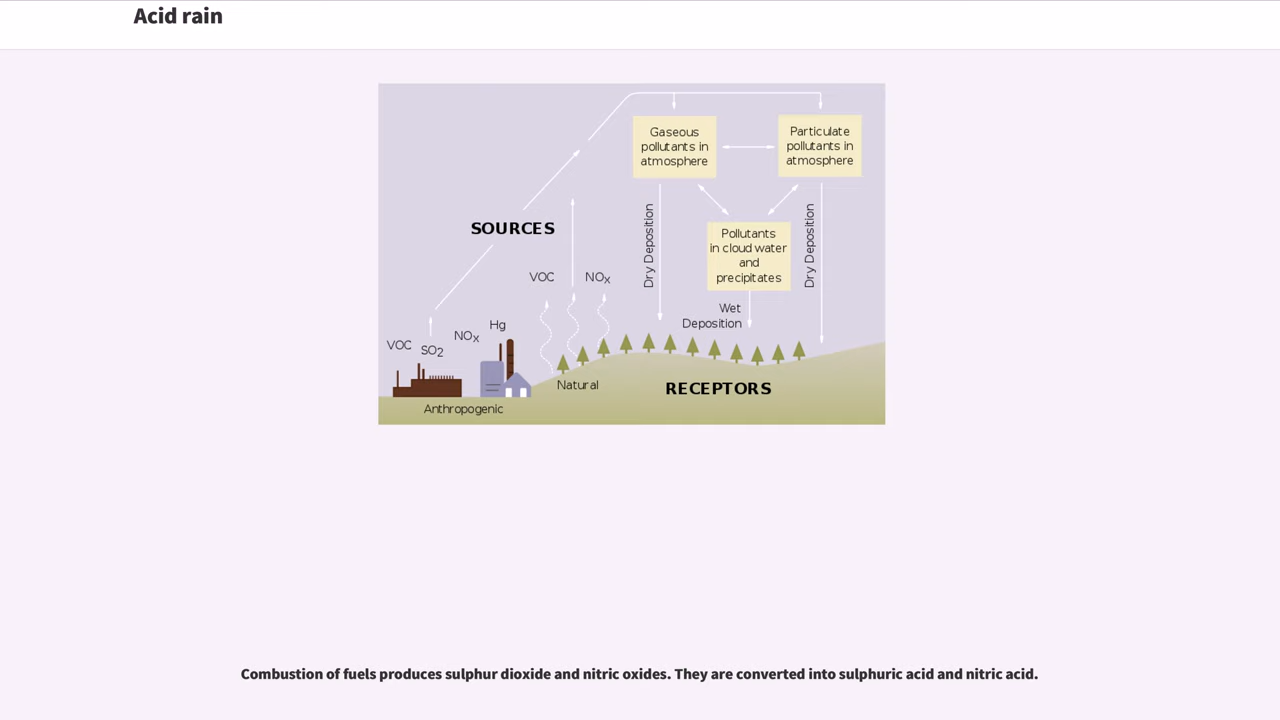 Acid rain
Gaseous
pollutants in
atmosphere
Particulate
pollutants in
atmosphere
SOURCES
Dry Deposition
Pollutants
in cloud water
and
precipitates
Dry Deposition
VOC
NOx
Wet
Deposition
Hg
NOx
VOC
SO2
Natural
RECEPTORS
Anthropogenic
Combustion of fuels produces sulphur dioxide and nitric oxides. They are converted into sulphuric acid and nitric acid.